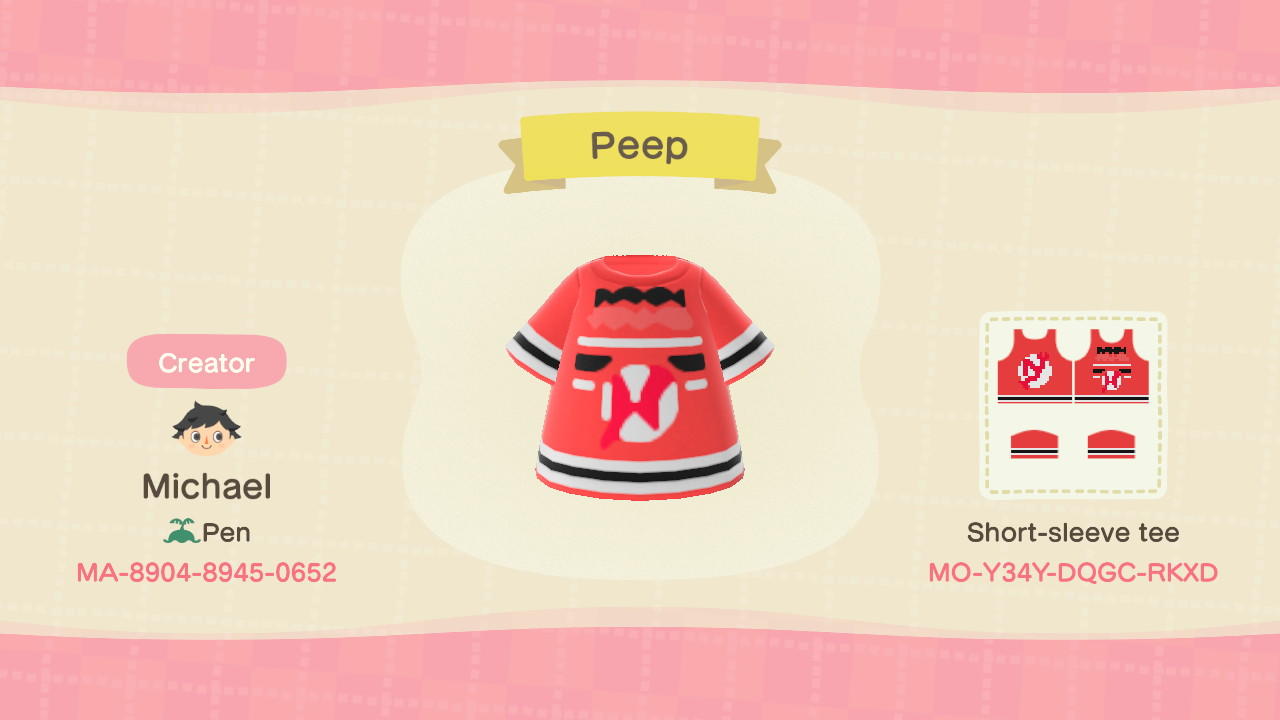 Peep
Creator
Michael
Pen
MA-8904-8945-0652
Short-sleeve tee
MO-Y34Y-DQGC-RKXD